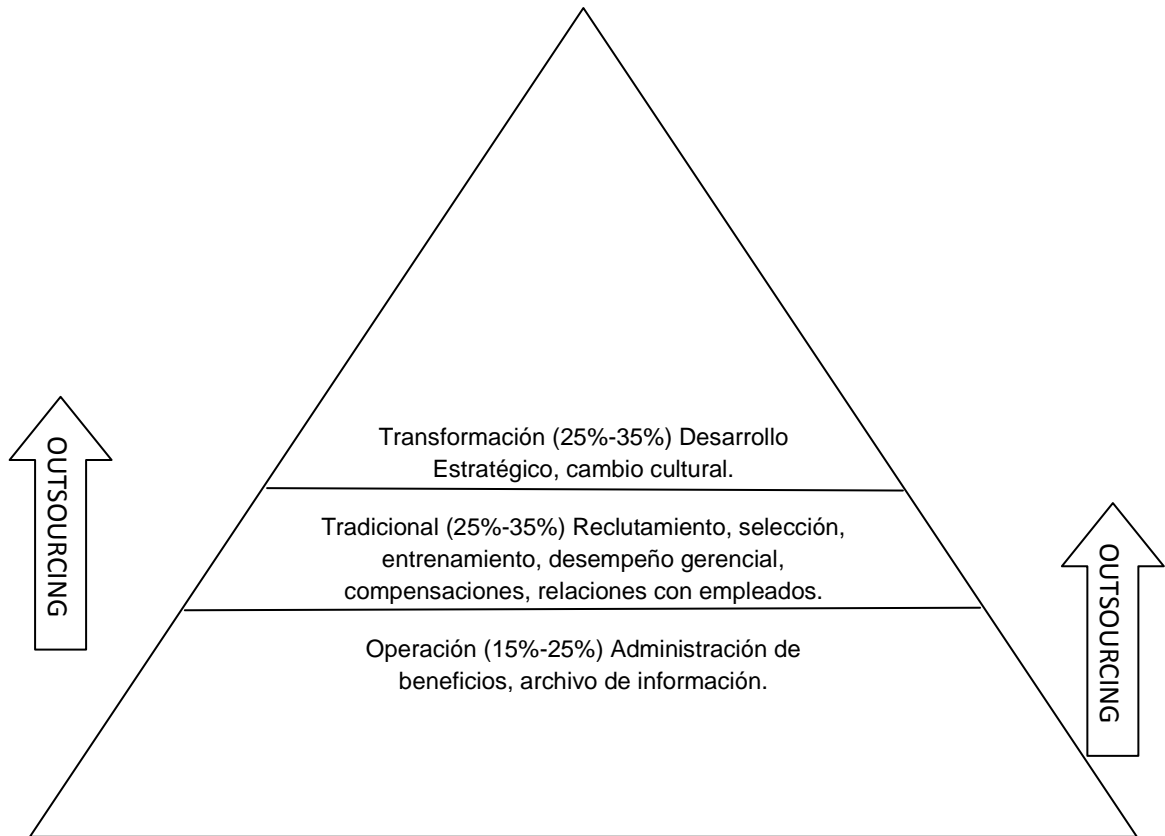 Transformación (25%-35%) Desarrollo
Estratégico, cambio cultural.
OUTSOURCING
Tradicional (25%-35%) Reclutamiento, selección,
entrenamiento, desempeño gerencial,
compensaciones, relaciones con empleados.
OUTSOURCING
Operación (15%-25%) Administración de
beneficios, archivo de información.